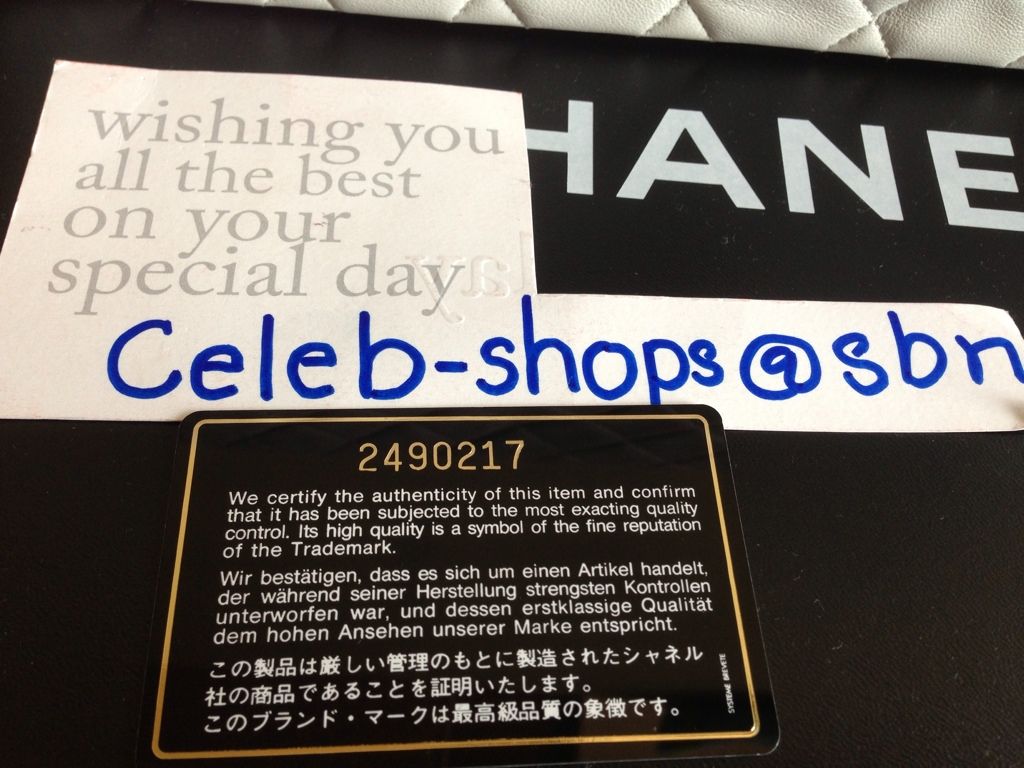 wishing you
all the best
on your
special day
HANE
Celeb-shops@sbn
2490217
We certify the authenticity of this item and confirm
that it has been subjected to the most exacting quality
control. Its high quality is a symbol of the fine reputation
of the Trademark.
Wir bestätigen, dass es sich um einen Artikel handelt,
der während seiner Herstellung strengsten Kontrollen
unterworfen war, und dessen erstklassige Qualität
dem hohen Ansehen unserer Marke entspricht.
この製品は厳しい管理のもとに製造されたシャネル
社の商品であることを証明いたします。
このブランド・マークは最高級品質の象徴です。
SYSTEME BREVETE